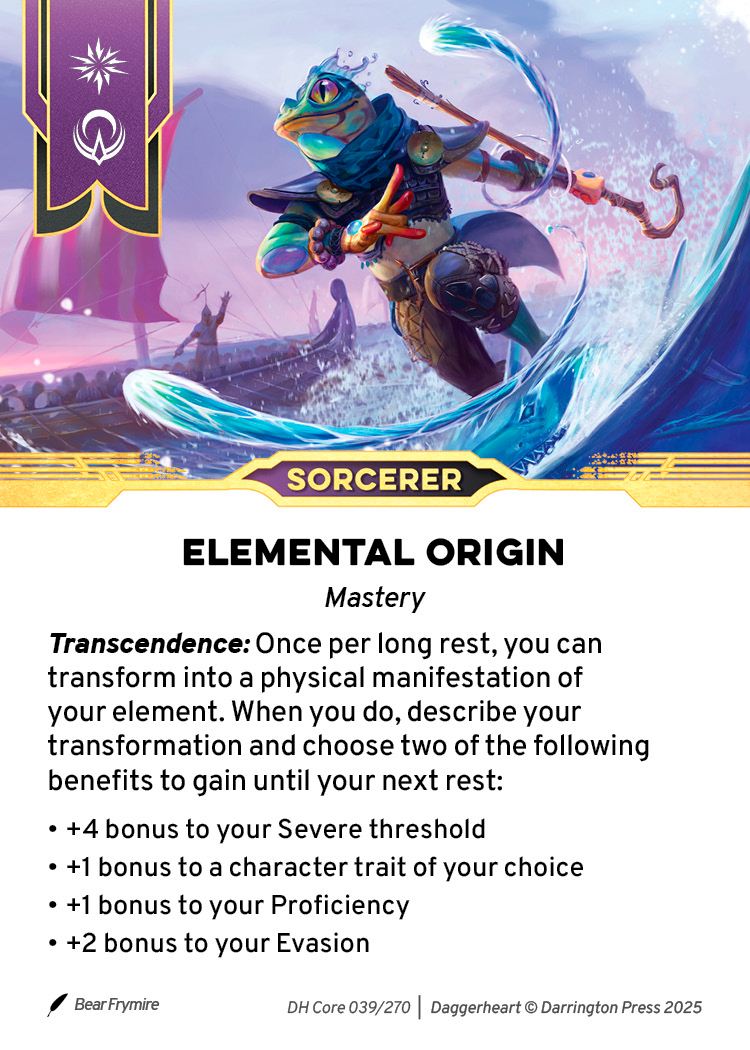 SORCERER
ELEMENTAL ORIGIN
Mastery
Transcendence: Once per long rest, you can
transform into a physical manifestation of
your element. When you do, describe your
transformation and choose two of the following
benefits to gain until your next rest:
• +4 bonus to your Severe threshold
• +1 bonus to a character trait of your choice
• +1 bonus to your Proficiency
• +2 bonus to your Evasion
Bear Frymire
DH Core 039/270 | Daggerheart © Darrington Press 2025